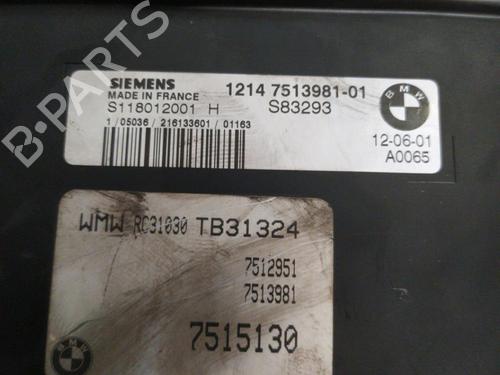 SIEMENS
MADE IN FRANCE
1214 7513981-01
S118012001 H
S83293
1/05036/216133601/01163
BMW
12-06-01
A0065
WMW RC31030 TB31324
7512951
7513981
7515130
B-Parts